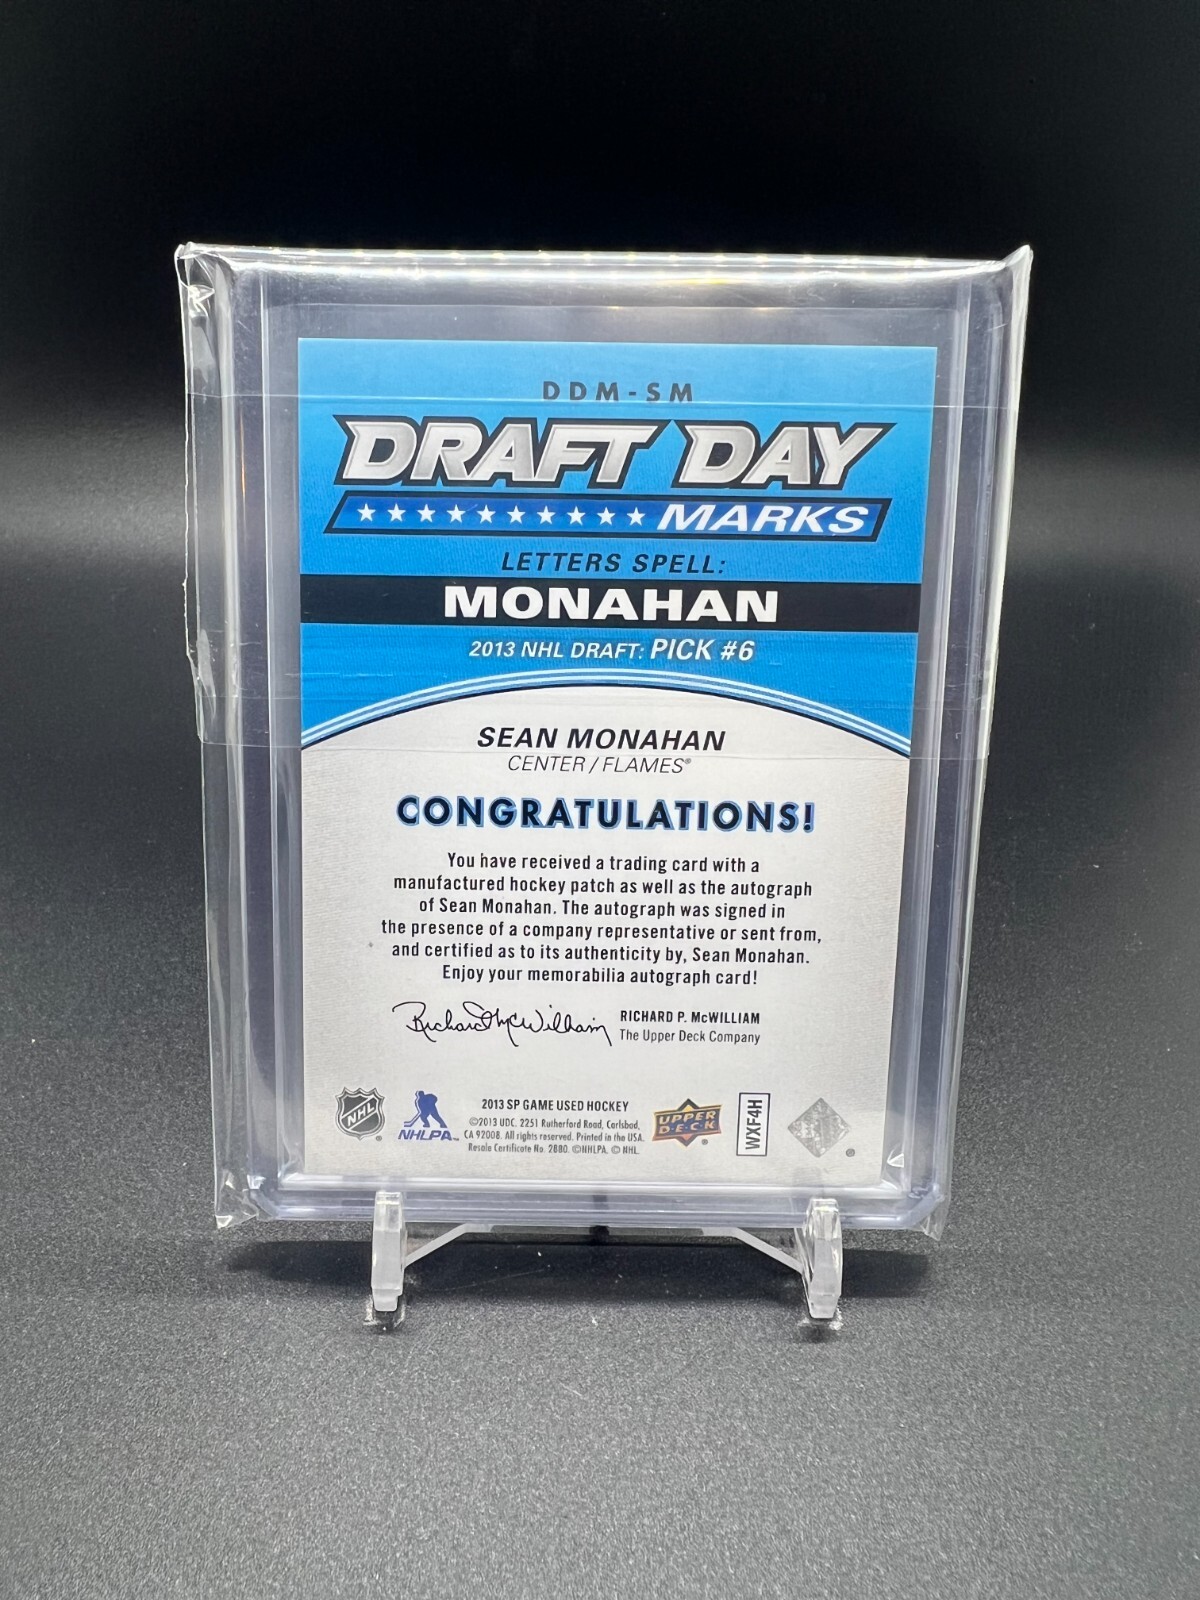 DDM-SM
DRAFT DAY
MARKS
LETTERS SPELL:
MONAHAN
2013 NHL DRAFT: PICK #6
SEAN MONAHAN
CENTER / FLAMES®
CONGRATULATIONS!
You have received a trading card with a
manufactured hockey patch as well as the autograph
of Sean Monahan. The autograph was signed in
the presence of a company representative or sent from,
and certified as to its authenticity by, Sean Monahan.
Enjoy your memorabilia autograph card!
Richard McWilliam
RICHARD P. McWILLIAM
The Upper Deck Company
NHL ®
NHLPA™
2013 SP GAME USED HOCKEY
©2013 UDC. 2251 Rutherford Road, Carlsbad,
CA 92008. All rights reserved. Printed in the USA.
Resale Certificate No. 2880. ©NHLPA. © NHL.
UPPER
DECK ®
WXF4H
®